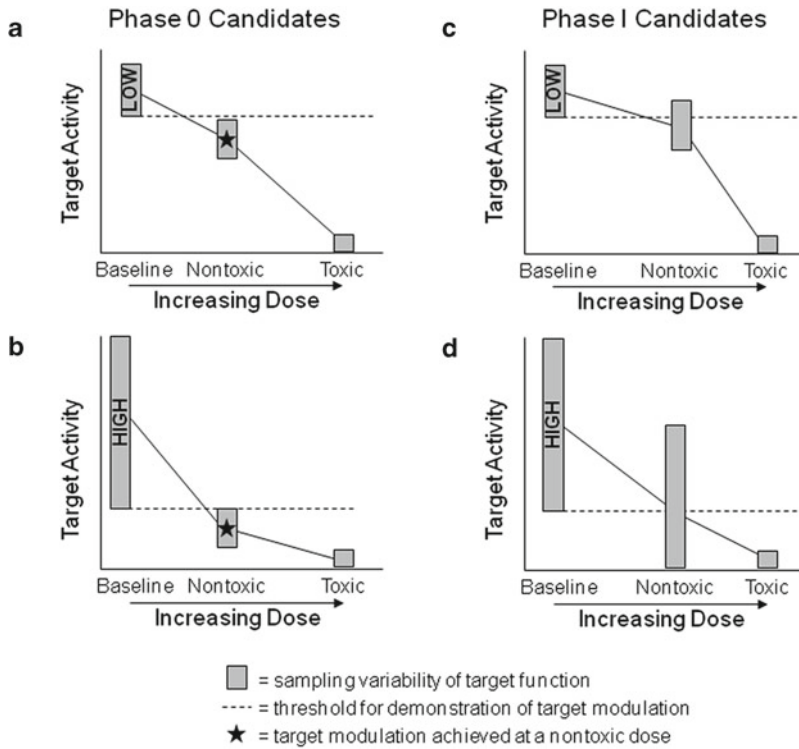 Phase 0 Candidates
a
LOW
Target Activity
Baseline Nontoxic Toxic
Increasing Dose
b
HIGH
Target Activity
Baseline Nontoxic Toxic
Increasing Dose
Phase I Candidates
c
LOW
Target Activity
Baseline Nontoxic Toxic
Increasing Dose
d
HIGH
Target Activity
Baseline Nontoxic Toxic
Increasing Dose
= sampling variability of target function
= threshold for demonstration of target modulation
= target modulation achieved at a nontoxic dose